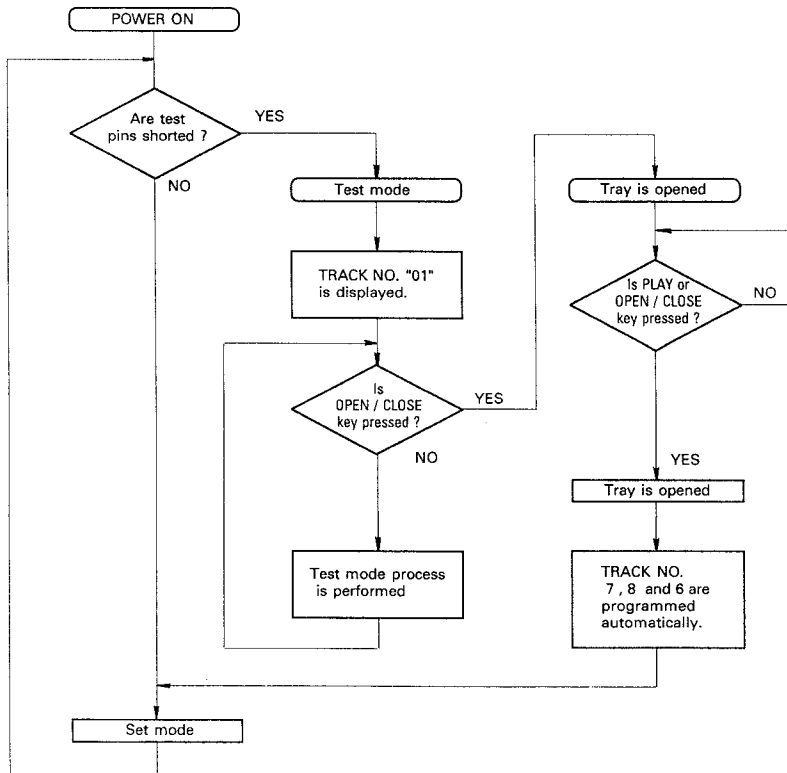 POWER ON
Are test
pins shorted ?
YES
NO
Test mode
TRACK NO. "01"
is displayed.
Is
OPEN / CLOSE
key pressed ?
YES
NO
Test mode process
is performed
Tray is opened
Is PLAY or
OPEN / CLOSE
key pressed ?
NO
YES
Tray is opened
TRACK NO.
7 , 8 and 6 are
programmed
automatically.
Set mode